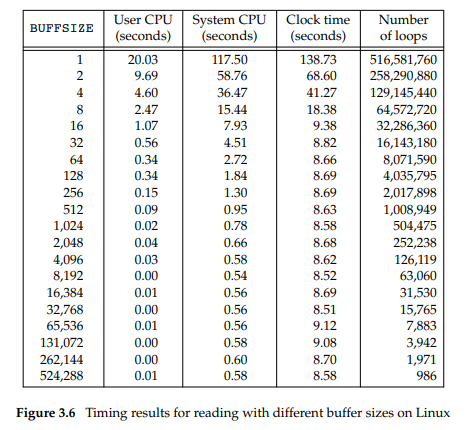 BUFFSIZE User CPU (seconds) System CPU (seconds) Clock time (seconds) Number of loops
1 20.03 117.50 138.73 516,581,760
2 9.69 58.76 68.60 258,290,880
4 4.60 36.47 41.27 129,145,440
8 2.47 15.44 18.38 64,572,720
16 1.07 7.93 9.38 32,286,360
32 0.56 4.51 8.82 16,143,180
64 0.34 2.72 8.66 8,071,590
128 0.34 1.84 8.69 4,035,795
256 0.15 1.30 8.69 2,017,898
512 0.09 0.95 8.63 1,008,949
1,024 0.02 0.78 8.58 504,475
2,048 0.04 0.66 8.68 252,238
4,096 0.03 0.58 8.62 126,119
8,192 0.00 0.54 8.52 63,060
16,384 0.01 0.56 8.69 31,530
32,768 0.00 0.56 8.51 15,765
65,536 0.01 0.56 9.12 7,883
131,072 0.00 0.58 9.08 3,942
262,144 0.00 0.60 8.70 1,971
524,288 0.01 0.58 8.58 986
Figure 3.6 Timing results for reading with different buffer sizes on Linux